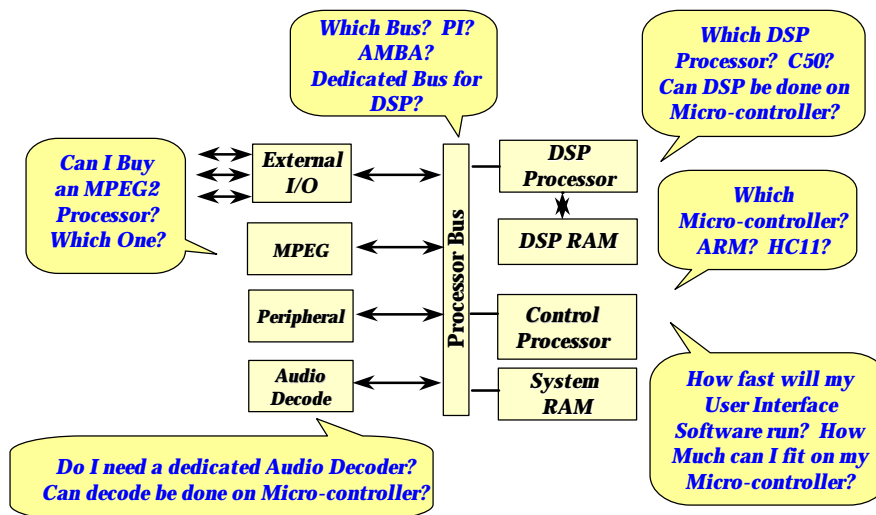 Which Bus? PI?
AMBA?
Dedicated Bus for
DSP?
Which DSP
Processor? C50?
Can DSP be done on
Micro-controller?
Can I Buy
an MPEG2
Processor?
Which One?
External
I/O
MPEG
Peripheral
Audio
Decode
Processor Bus
DSP
Processor
DSP RAM
Control
Processor
System
RAM
Which
Micro-controller?
ARM? HC11?
How fast will my
User Interface
Software run? How
Much can I fit on my
Micro-controller?
Do I need a dedicated Audio Decoder?
Can decode be done on Micro-controller?